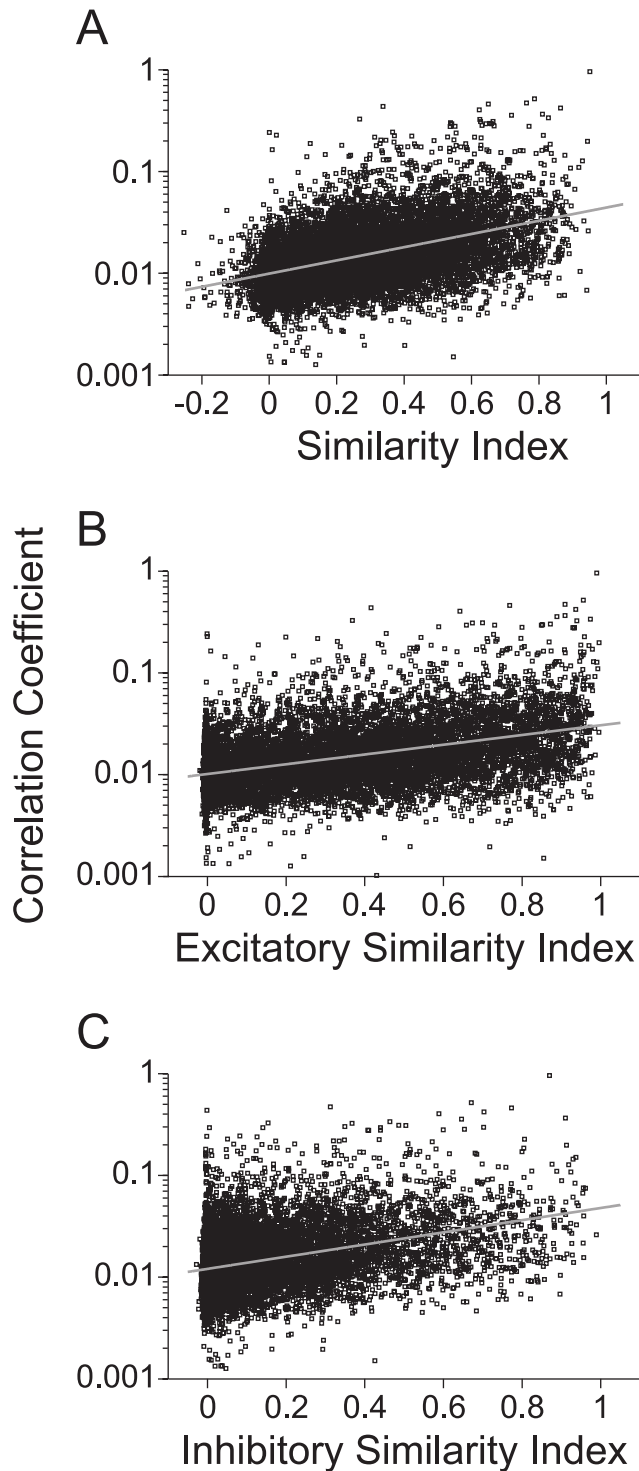 A
1
0.1
0.01
0.001
-0.2 0 0.2 0.4 0.6 0.8 1
Similarity Index
Correlation Coefficient
B
1
0.1
0.01
0.001
0 0.2 0.4 0.6 0.8 1
Excitatory Similarity Index
C
1
0.1
0.01
0.001
0 0.2 0.4 0.6 0.8 1
Inhibitory Similarity Index